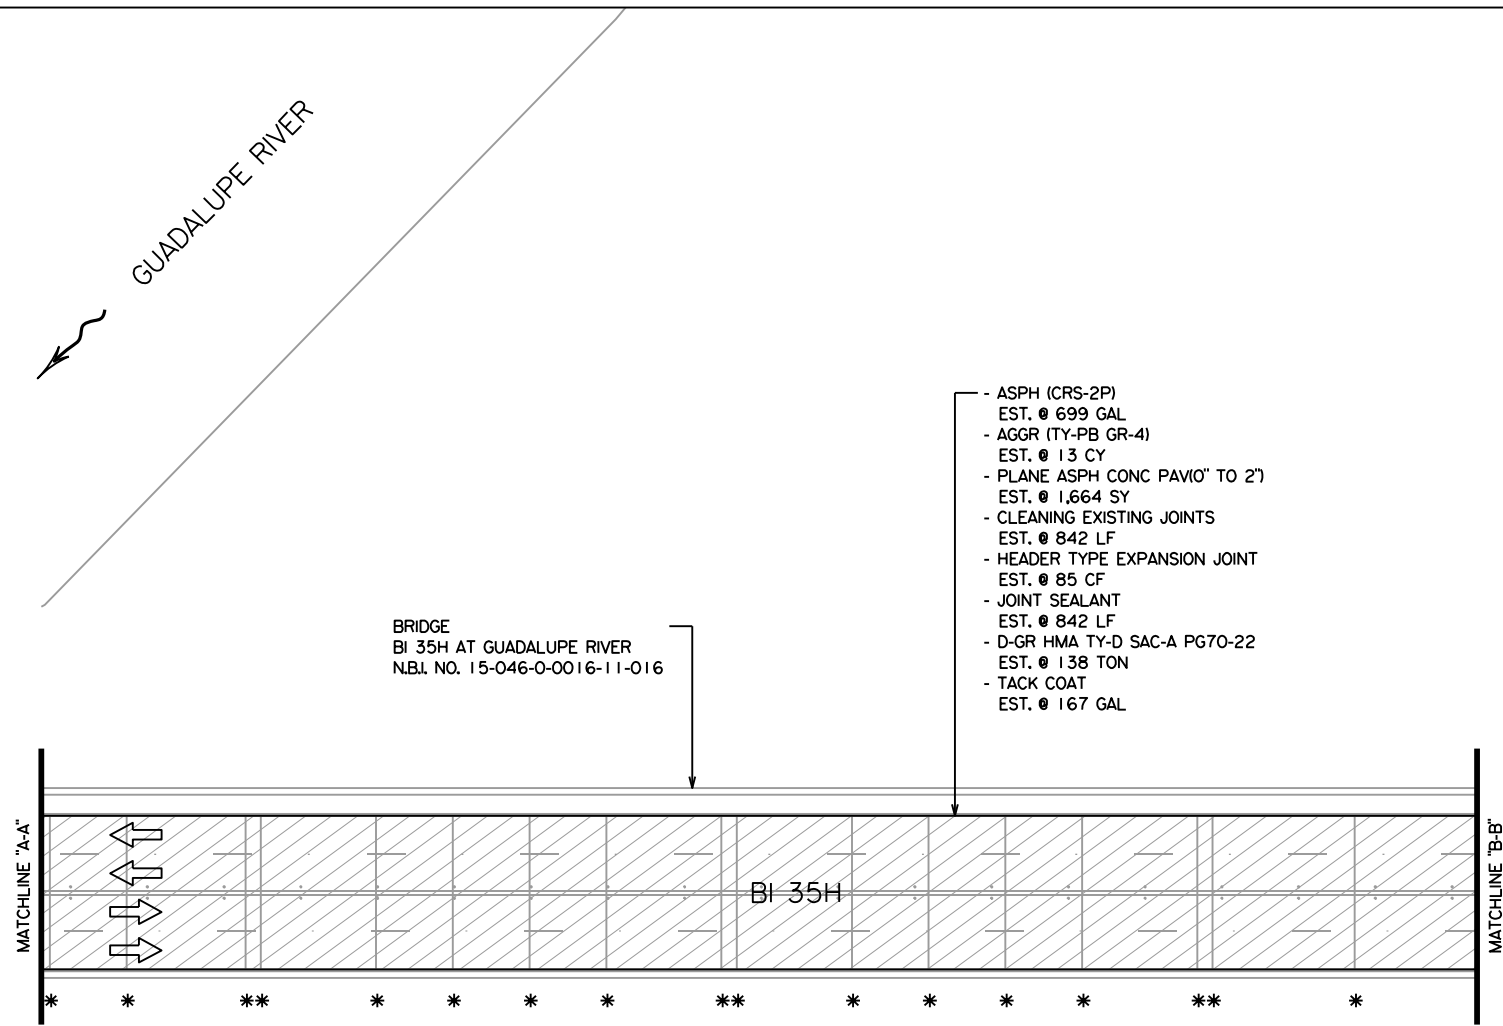 GUADALUPE RIVER
- ASPH (CRS-2P)
EST. @ 699 GAL
- AGGR (TY-PB GR-4)
EST. @ 13 CY
- PLANE ASPH CONC PAV(0" TO 2")
EST. @ 1,664 SY
- CLEANING EXISTING JOINTS
EST. @ 842 LF
- HEADER TYPE EXPANSION JOINT
EST. @ 85 CF
- JOINT SEALANT
EST. @ 842 LF
- D-GR HMA TY-D SAC-A PG70-22
EST. @ 138 TON
- TACK COAT
EST. @ 167 GAL
BRIDGE
BI 35H AT GUADALUPE RIVER
N.B.I. NO. 15-046-0-0016-11-016
MATCHLINE "A-A"
BI 35H
MATCHLINE "B-B"
* * ** * * * * ** * * * * ** *